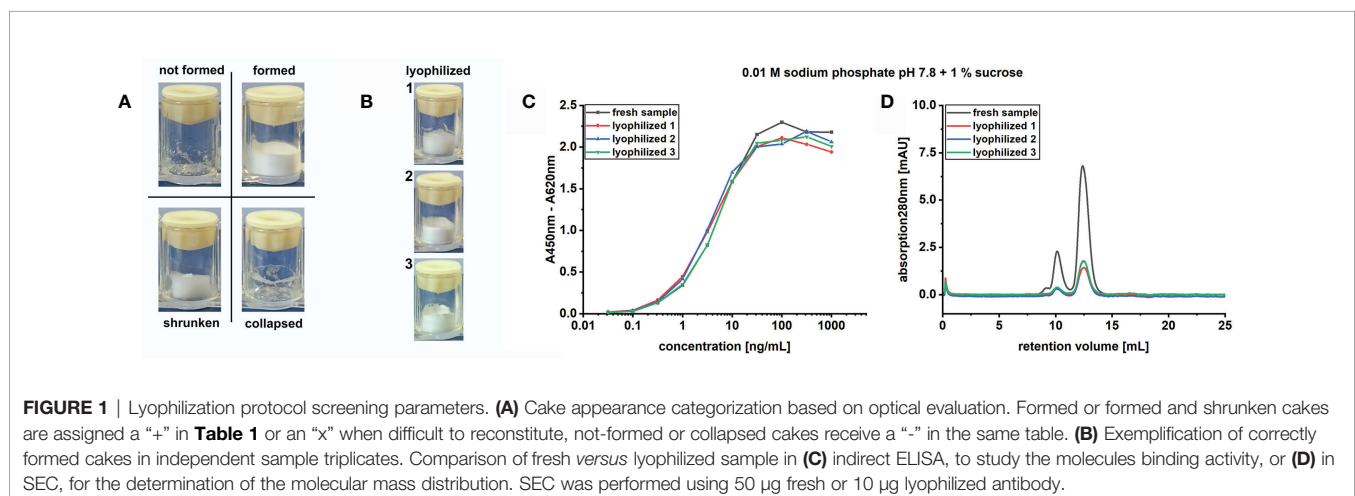 not formed
formed
A
shrunken
collapsed
B
lyophilized
1
2
3
0.01 M sodium phosphate pH 7.8 + 1 % sucrose
C
fresh sample
lyophilized 1
lyophilized 2
lyophilized 3
A450nm - A620nm
2.5
2.0
1.5
1.0
0.5
0.0
0.01
0.1
1
10
100
1000
concentration [ng/mL]
D
fresh sample
lyophilized 1
lyophilized 2
lyophilized 3
absorption280nm [mAU]
10.0
7.5
5.0
2.5
0.0
0
5
10
15
20
25
retention volume [mL]
FIGURE 1 | Lyophilization protocol screening parameters. (A) Cake appearance categorization based on optical evaluation. Formed or formed and shrunken cakes
are assigned a “+” in Table 1 or an “x” when difficult to reconstitute, not-formed or collapsed cakes receive a “-” in the same table. (B) Exemplification of correctly
formed cakes in independent sample triplicates. Comparison of fresh versus lyophilized sample in (C) indirect ELISA, to study the molecules binding activity, or (D) in
SEC, for the determination of the molecular mass distribution. SEC was performed using 50 µg fresh or 10 µg lyophilized antibody.